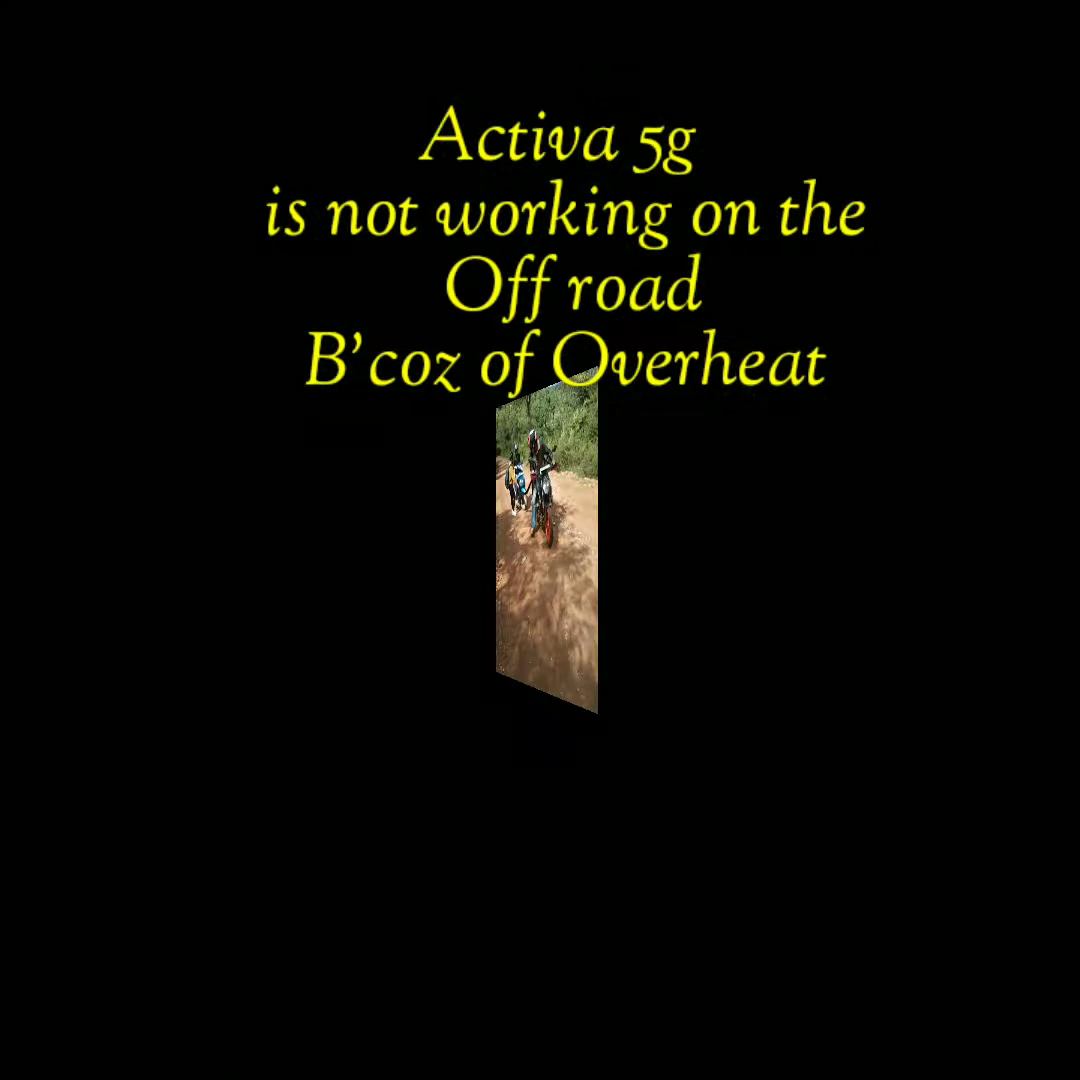 Activa 5g
is not working on the
Off road
B'coz of Overheat